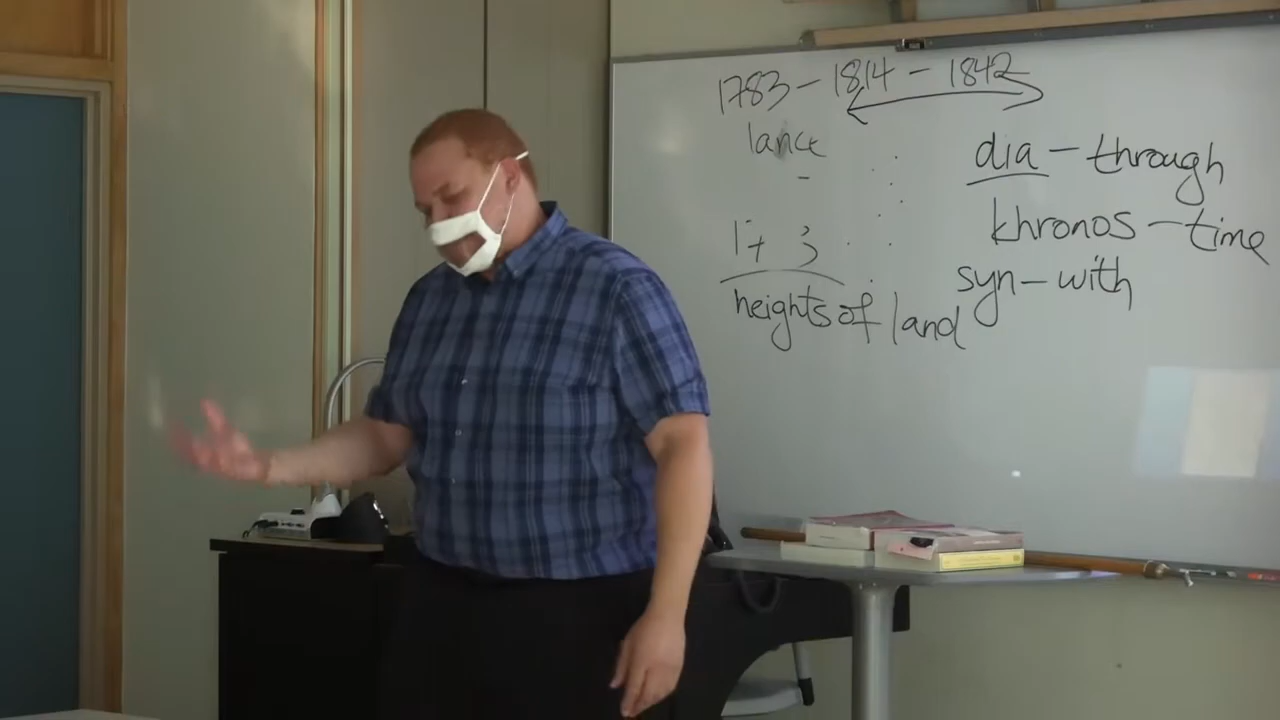 1783 – 1814 – 1842
lance
dia – through
khronos – time
syn – with
heights of land